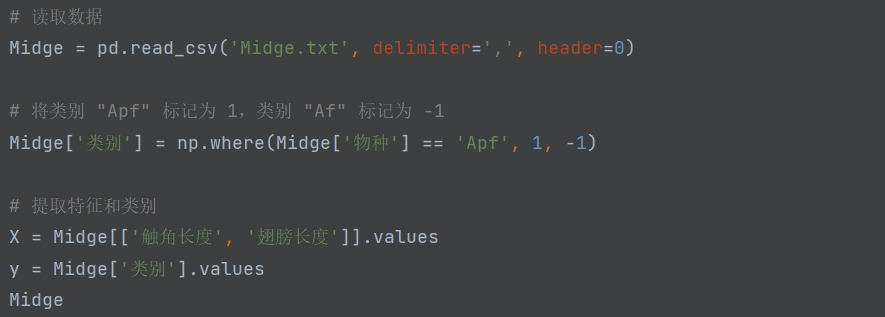 # 读取数据
Midge = pd.read_csv('Midge.txt', delimiter=',', header=0)
# 将类别 "Apf" 标记为 1，类别 "Af" 标记为 -1
Midge['类别'] = np.where(Midge['物种'] == 'Apf', 1, -1)
# 提取特征和类别
X = Midge[['触角长度', '翅膀长度']].values
y = Midge['类别'].values
Midge